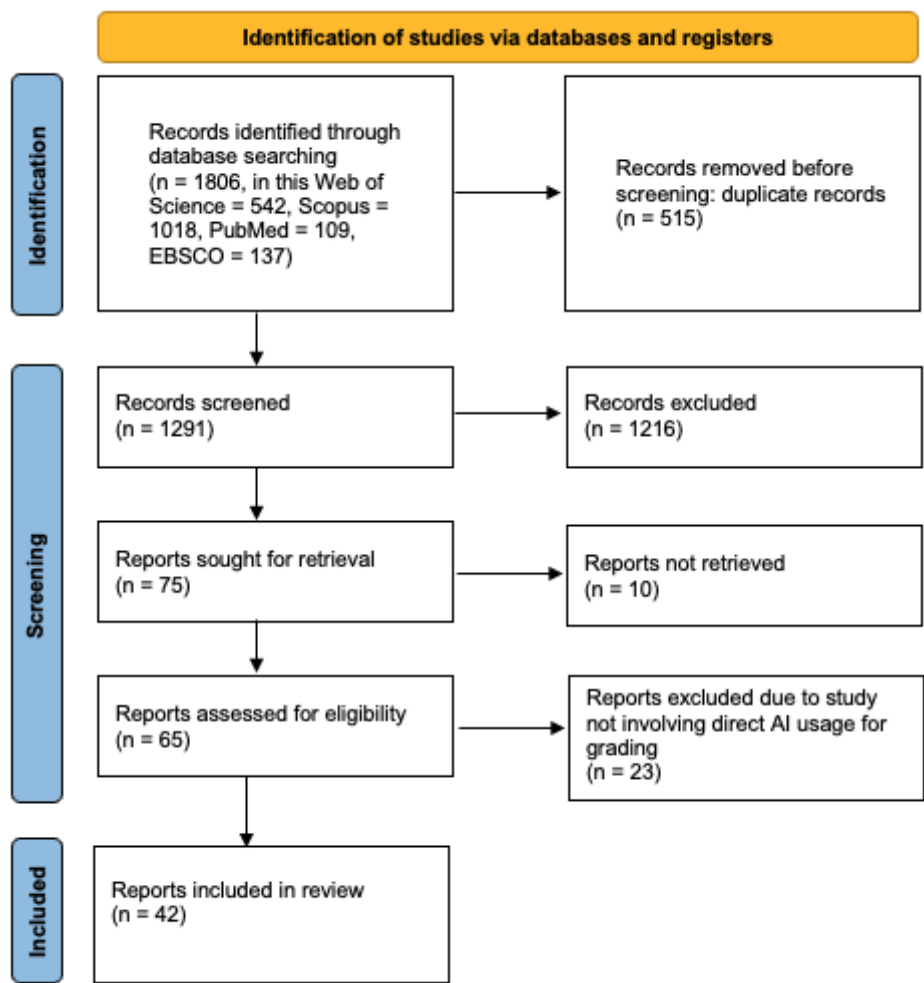 Identification of studies via databases and registers
Identification
Records identified through
database searching
(n = 1806, in this Web of
Science = 542, Scopus =
1018, PubMed = 109,
EBSCO = 137)
Records removed before
screening: duplicate records
(n = 515)
Screening
Records screened
(n = 1291)
Records excluded
(n = 1216)
Reports sought for retrieval
(n = 75)
Reports not retrieved
(n = 10)
Reports assessed for eligibility
(n = 65)
Reports excluded due to study
not involving direct AI usage for
grading
(n = 23)
Included
Reports included in review
(n = 42)